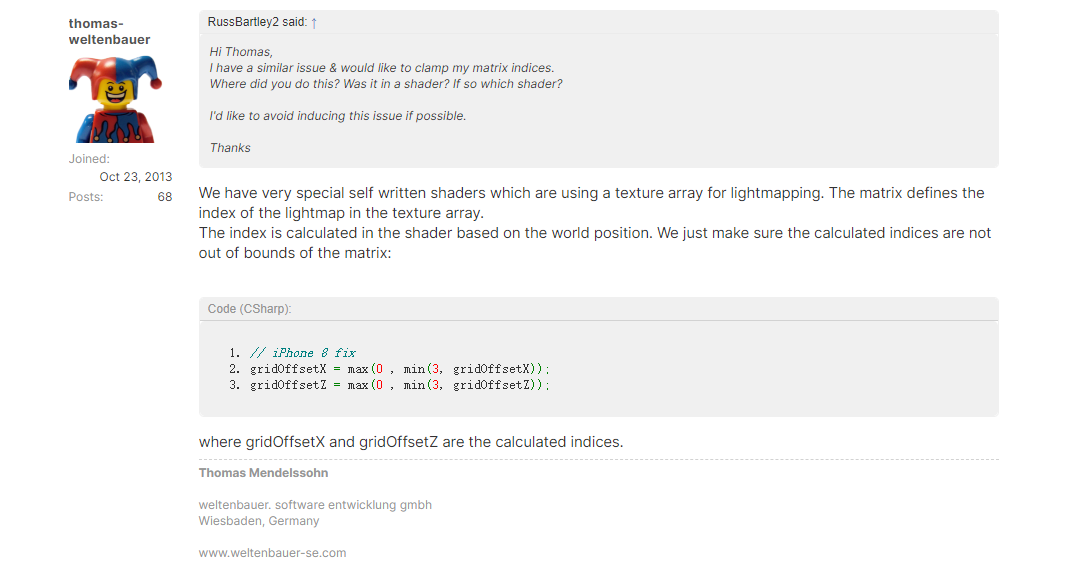 thomas-
weltenbauer
Joined:
Oct 23, 2013
Posts: 68
RussBartley2 said: ↑
Hi Thomas,
I have a similar issue & would like to clamp my matrix indices.
Where did you do this? Was it in a shader? If so which shader?
I'd like to avoid inducing this issue if possible.
Thanks
We have very special self written shaders which are using a texture array for lightmapping. The matrix defines the
index of the lightmap in the texture array.
The index is calculated in the shader based on the world position. We just make sure the calculated indices are not
out of bounds of the matrix:
Code (CSharp):
1. // iPhone 8 fix
2. gridOffsetX = max(0 , min(3, gridOffsetX));
3. gridOffsetZ = max(0 , min(3, gridOffsetZ));
where gridOffsetX and gridOffsetZ are the calculated indices.
Thomas Mendelssohn
weltenbauer. software entwicklung gmbh
Wiesbaden, Germany
www.weltenbauer-se.com